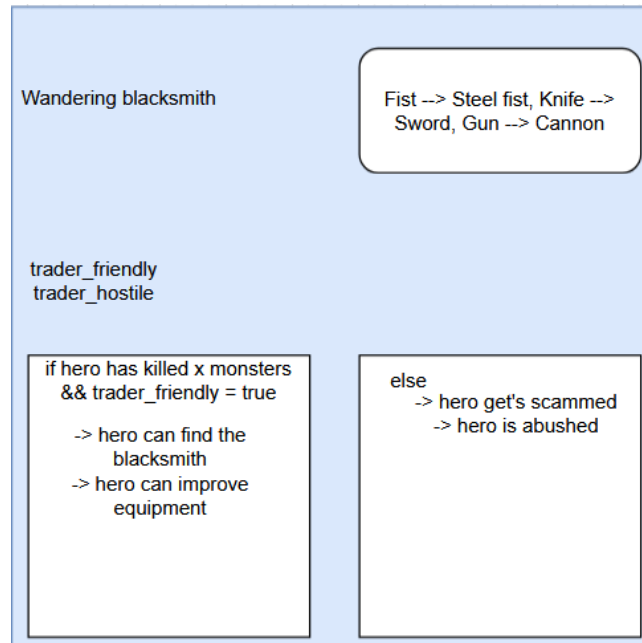 Wandering blacksmith
Fist --> Steel fist, Knife -->
Sword, Gun --> Cannon
trader_friendly
trader_hostile
if hero has killed x monsters
&& trader_friendly = true
-> hero can find the
blacksmith
-> hero can improve
equipment
else
-> hero get's scammed
-> hero is abushed